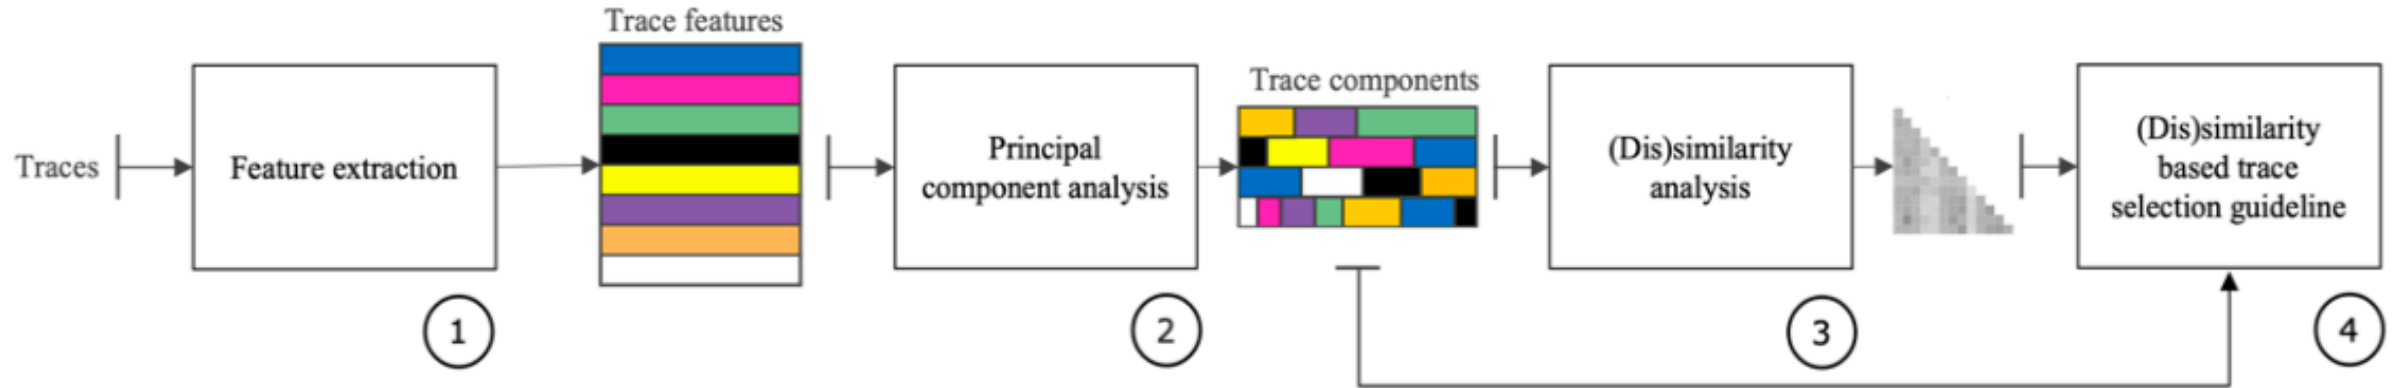 Trace features
Traces
Feature extraction
1
Principal
component analysis
2
Trace components
(Dis)similarity
analysis
3
(Dis)similarity
based trace
selection guideline
4